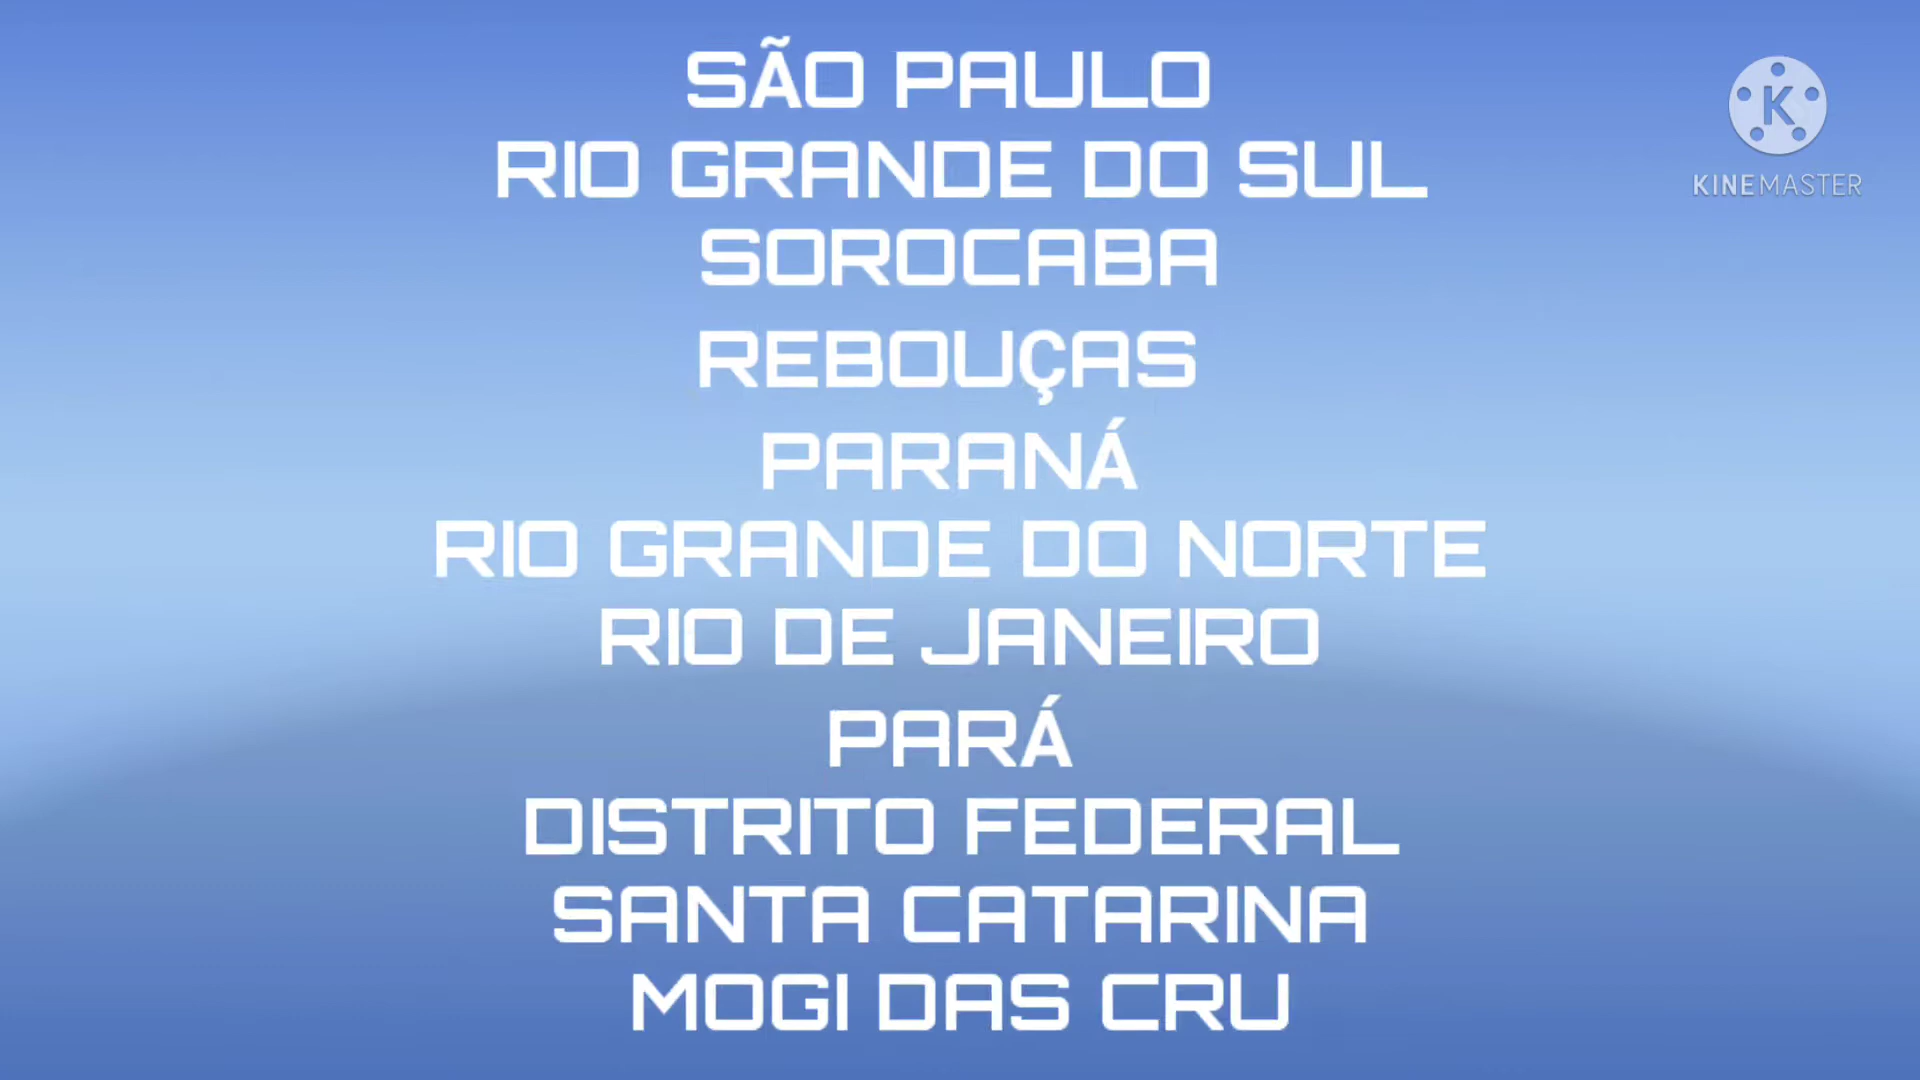 SÃO PAULO
RIO GRANDE DO SUL
SOROCABA
REBOUÇAS
PARANÁ
RIO GRANDE DO NORTE
RIO DE JANEIRO
PARÁ
DISTRITO FEDERAL
SANTA CATARINA
MOGI DAS CRU
K
KINEMASTER